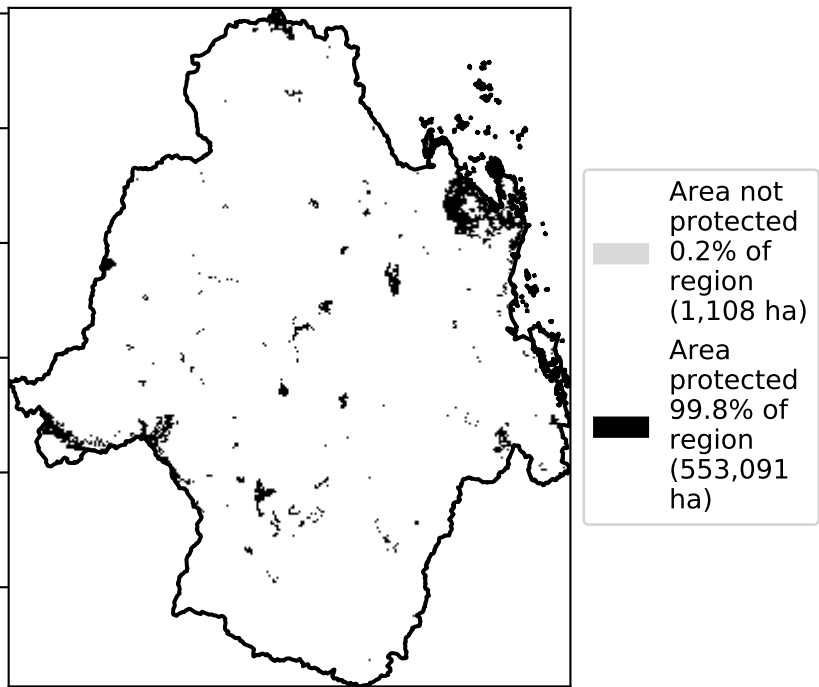 Area not
protected
0.2% of
region
(1,108 ha)
Area
protected
99.8% of
region
(553,091
ha)